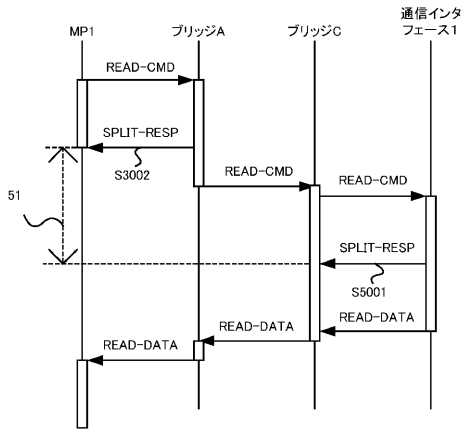 通信インタ
フェース1
MP1
ブリッジA
ブリッジC
READ-CMD
SPLIT-RESP
S3002
READ-CMD
READ-CMD
51
SPLIT-RESP
S5001
READ-DATA
READ-DATA
READ-DATA